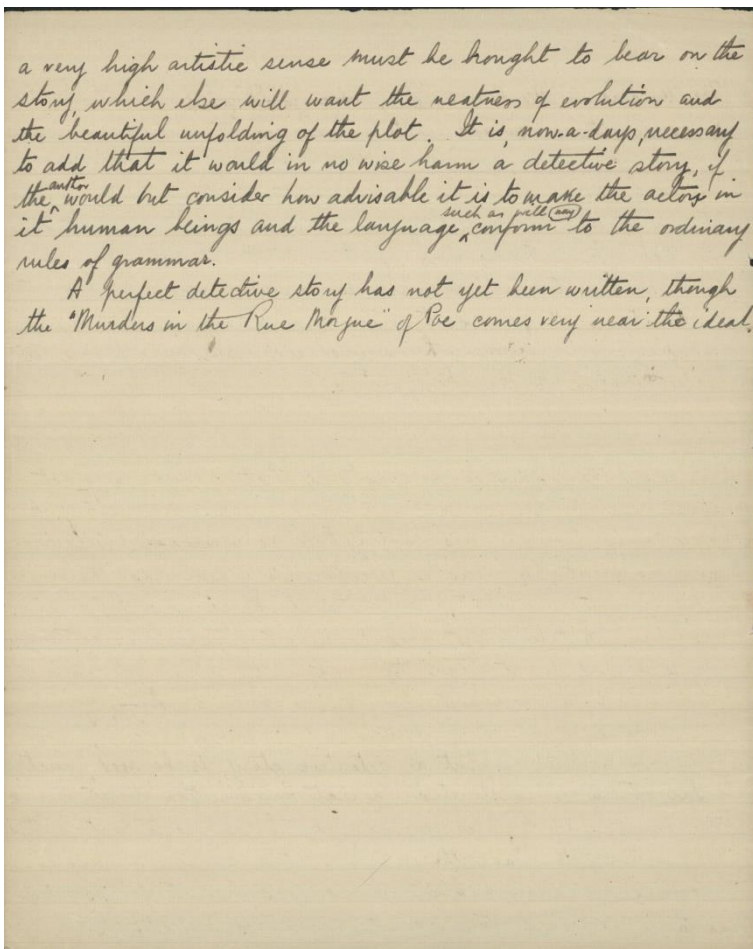 a very high artistic sense must be brought to bear on the
story, which else will want the neatness of evolution and
the beautiful unfolding of the plot. It is, now-a-days, necessary
to add that it would in no wise harm a detective story, if
the author would but consider how advisable it is to make the actors in
it human beings and the language, such as will (may) conform to the ordinary
rules of grammar.
A perfect detective story has not yet been written, though
the "Murders in the Rue Morgue" of Poe comes very near the ideal.